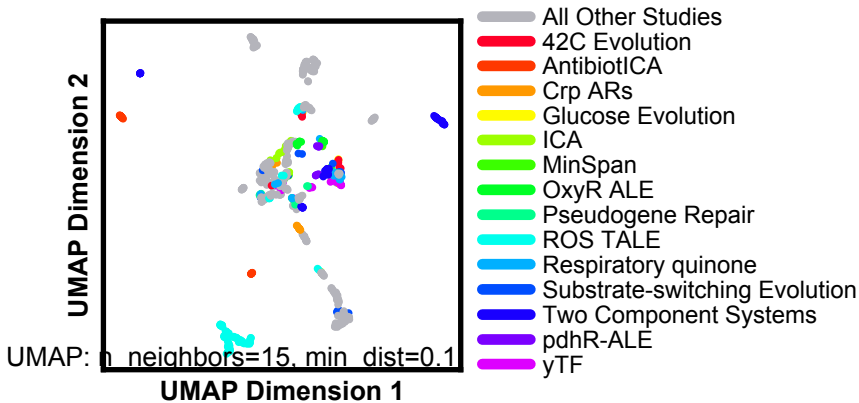 All Other Studies
42C Evolution
AntibiotICA
Crp ARs
Glucose Evolution
ICA
MinSpan
OxyR ALE
Pseudogene Repair
ROS TALE
Respiratory quinone
Substrate-switching Evolution
Two Component Systems
pdhR-ALE
yTF
UMAP Dimension 2
UMAP: n_neighbors=15, min_dist=0.1
UMAP Dimension 1